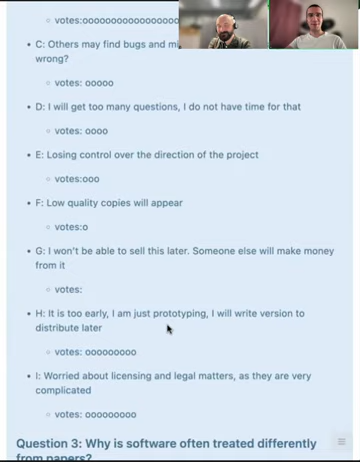 votes:ooooooooooooooooo
C: Others may find bugs and m
wrong?
votes: ooooo
D: I will get too many questions, I do not have time for that
votes: oooo
E: Losing control over the direction of the project
votes:ooo
F: Low quality copies will appear
votes:o
G: I won't be able to sell this later. Someone else will make money
from it
votes:
H: It is too early, I am just prototyping, I will write version to
distribute later
votes: ooooooooo
I: Worried about licensing and legal matters, as they are very
complicated
votes: ooooooooo
Question 3: Why is software often treated differently
from papers?